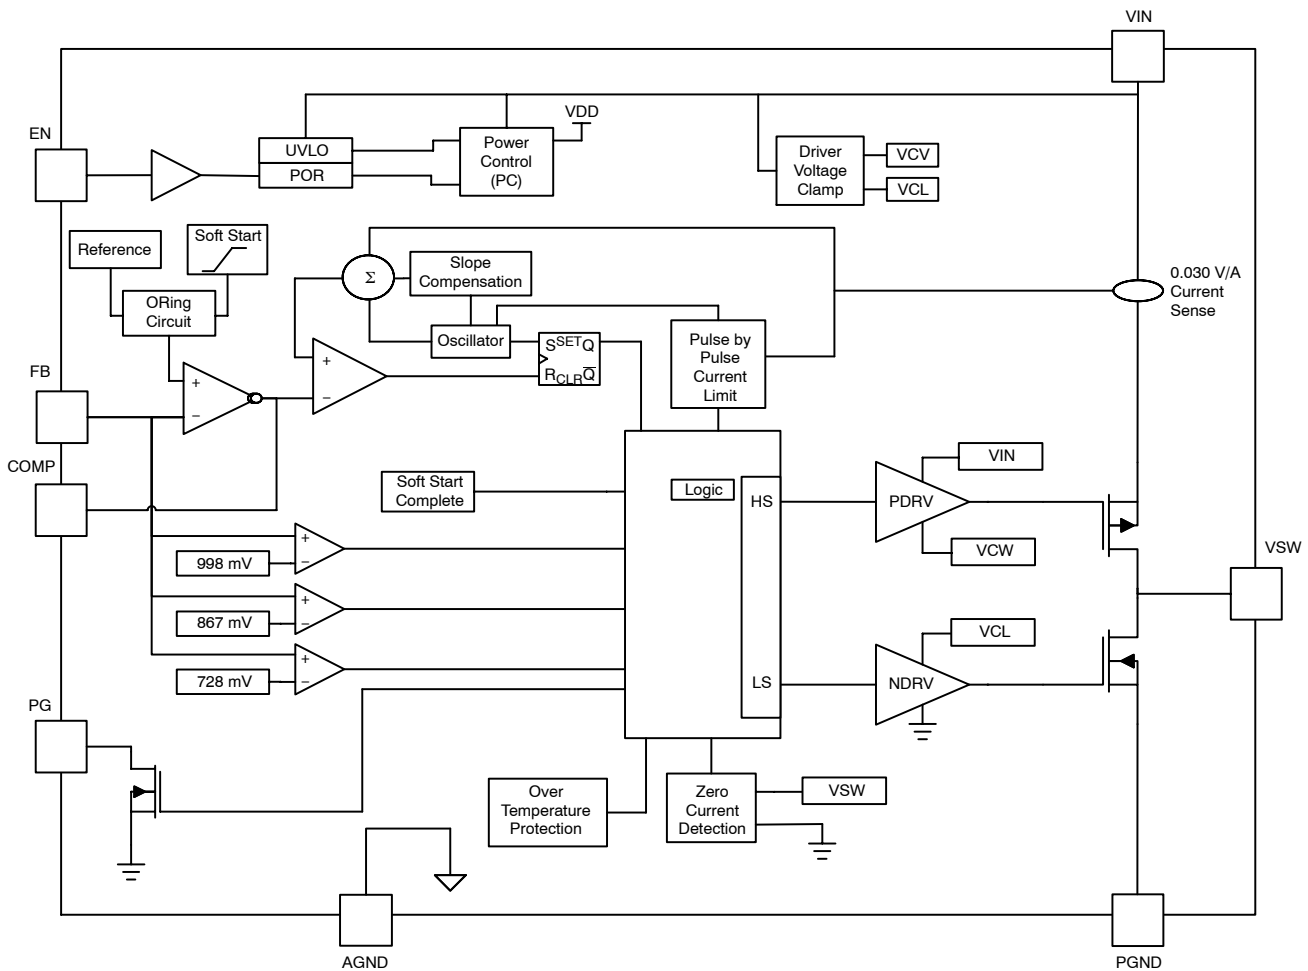 VIN
EN
UVLO
POR
Power
Control
(PC)
VDD
Driver
Voltage
Clamp
VCV
VCL
Reference
Soft Start
ORing
Circuit
Σ
Slope
Compensation
Oscillator
S SET Q
R CLR Q̅
Pulse by
Pulse
Current
Limit
0.030 V/A
Current
Sense
FB
+
−
+
−
COMP
Soft Start
Complete
Logic
HS
LS
PDRV
VIN
VCW
VSW
998 mV
+
−
867 mV
+
−
728 mV
+
−
NDRV
VCL
PG
Over
Temperature
Protection
Zero
Current
Detection
VSW
AGND
PGND